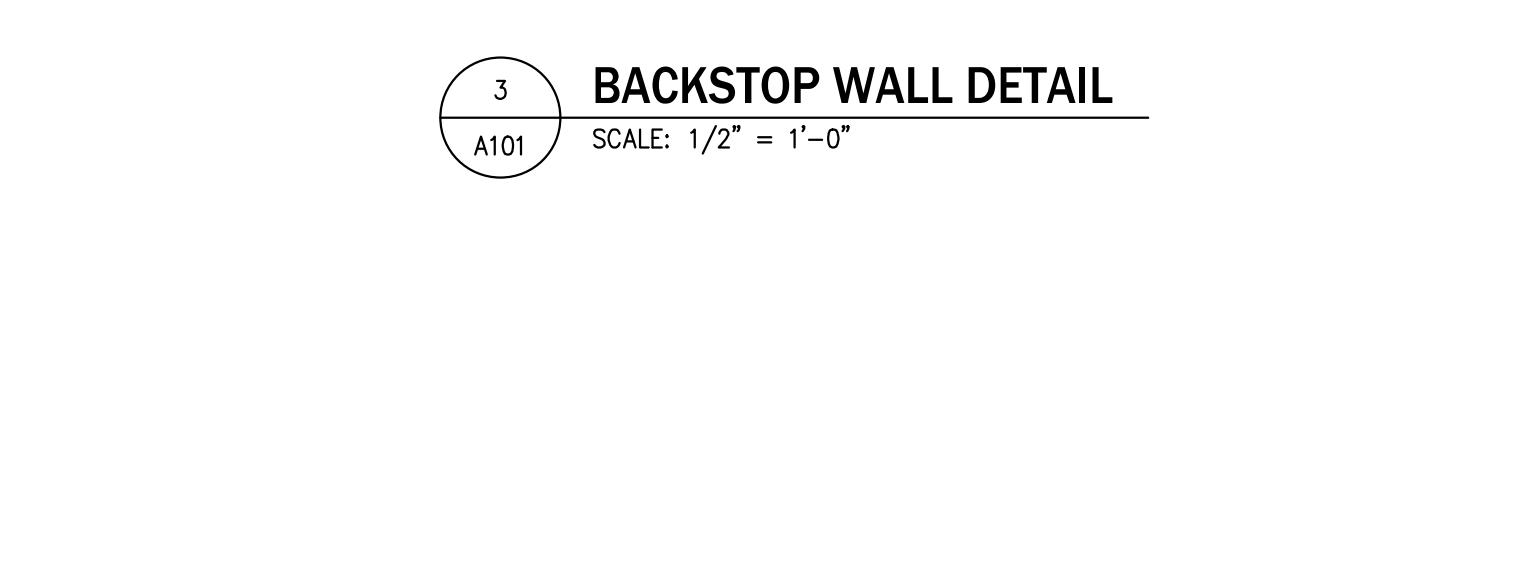 3
A101
BACKSTOP WALL DETAIL
SCALE: 1/2” = 1’–0”